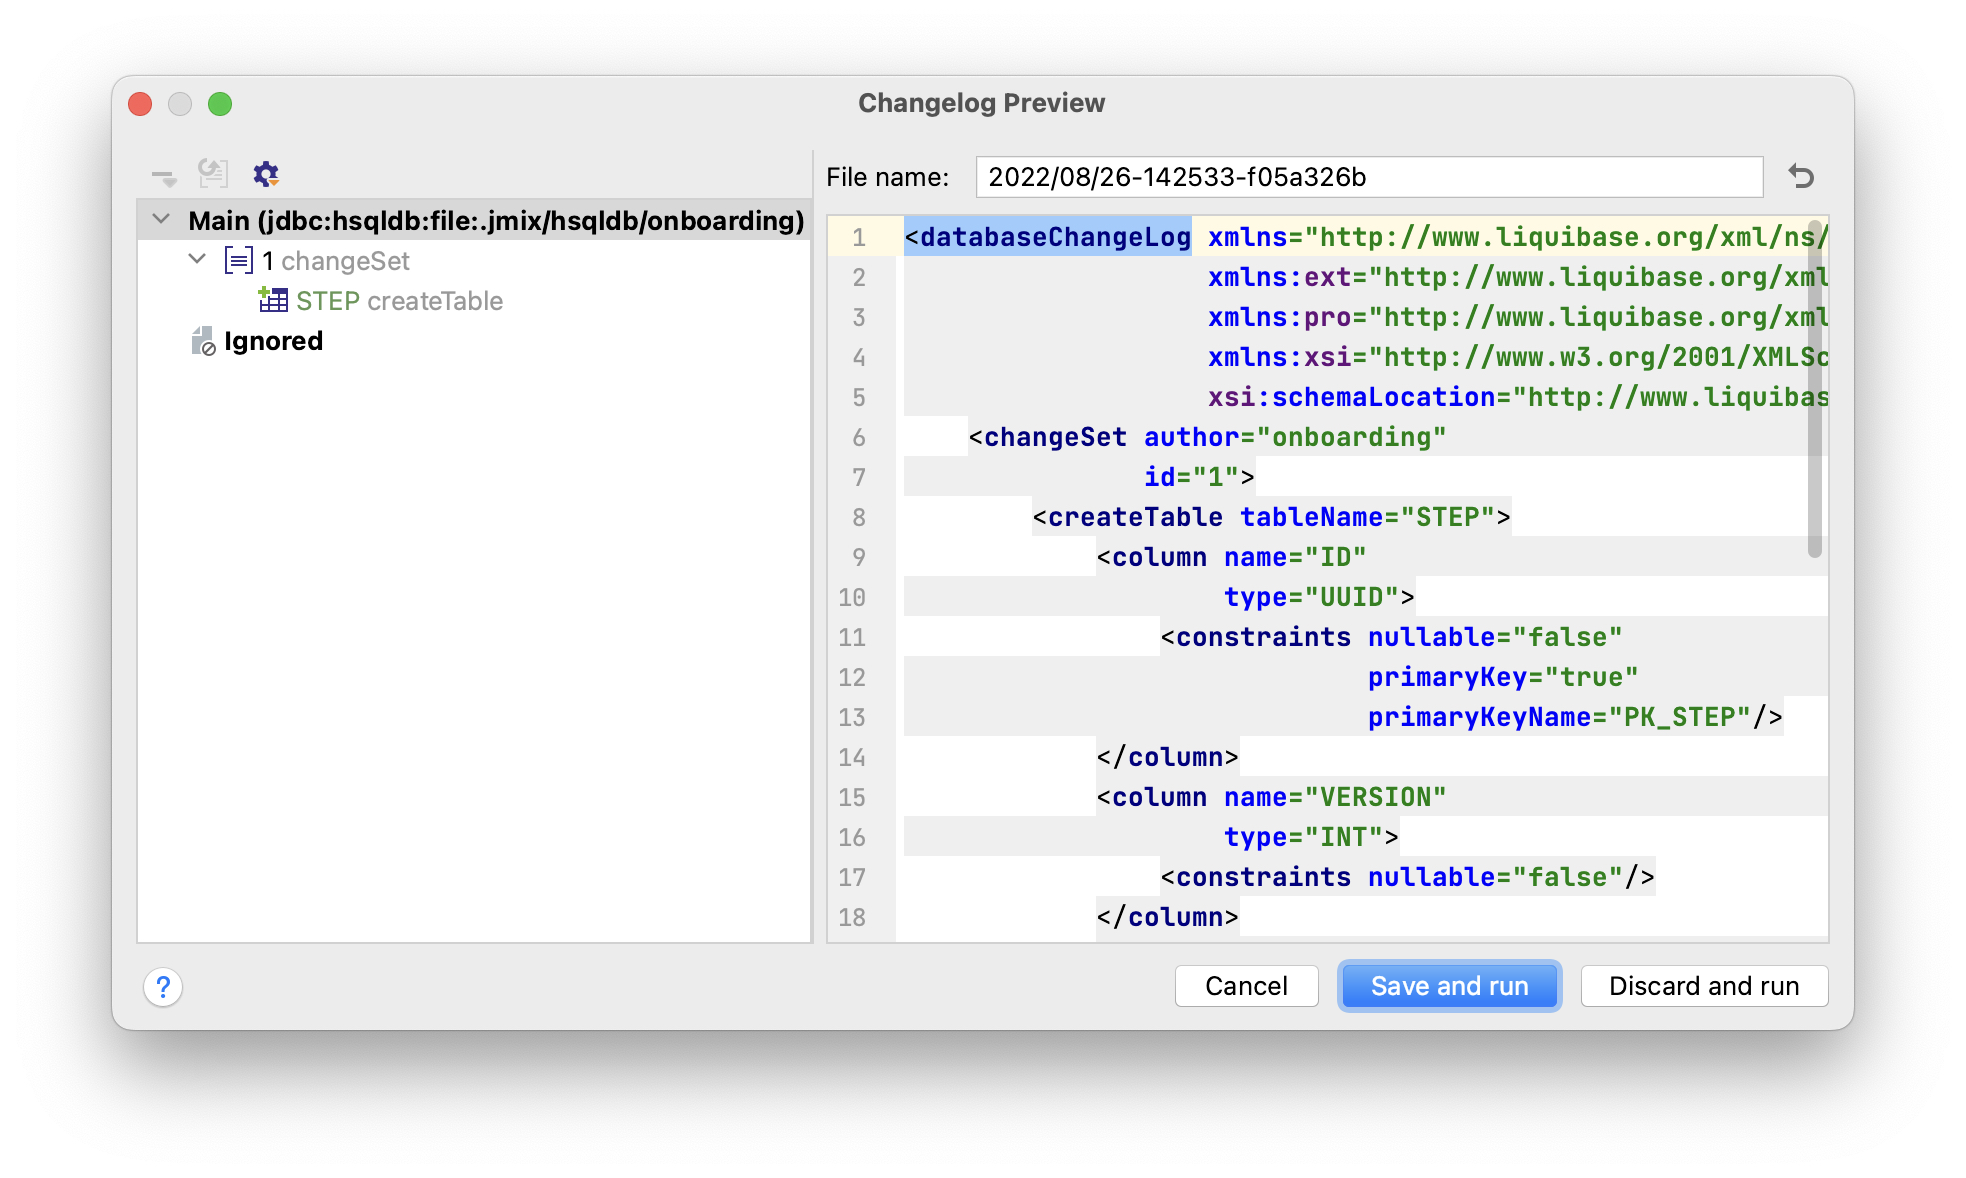 Changelog Preview
File name: 2022/08/26-142533-f05a326b
Main (jdbc:hsqldb:file:.jmix/hsqldb/onboarding)
1 changeSet
STEP createTable
Ignored
1 <databaseChangeLog xmlns="http://www.liquibase.org/xml/ns/
2 xmlns:ext="http://www.liquibase.org/xml
3 xmlns:pro="http://www.liquibase.org/xml
4 xmlns:xsi="http://www.w3.org/2001/XMLSc
5 xsi:schemaLocation="http://www.liquibas
6 <changeSet author="onboarding"
7 id="1">
8 <createTable tableName="STEP">
9 <column name="ID"
10 type="UUID">
11 <constraints nullable="false"
12 primaryKey="true"
13 primaryKeyName="PK_STEP"/>
14 </column>
15 <column name="VERSION"
16 type="INT">
17 <constraints nullable="false"/>
18 </column>
?
Cancel
Save and run
Discard and run